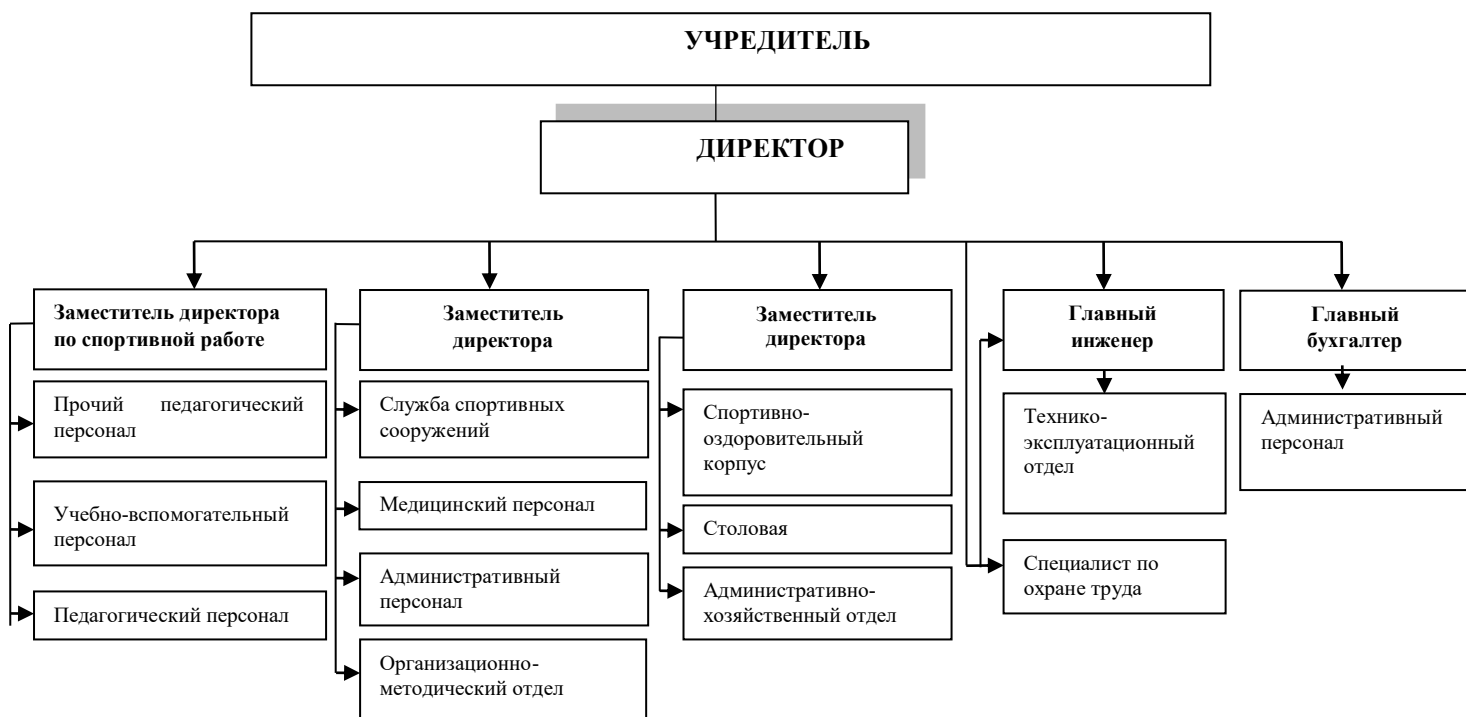 УЧРЕДИТЕЛЬ
ДИРЕКТОР
Заместитель директора
по спортивной работе
Прочий педагогический
персонал
Учебно-вспомогательный
персонал
Педагогический персонал
Заместитель
директора
Служба спортивных
сооружений
Медицинский персонал
Административный
персонал
Организационно-
методический отдел
Заместитель
директора
Спортивно-
оздоровительный
корпус
Столовая
Административно-
хозяйственный отдел
Главный
инженер
Технико-
эксплуатационный
отдел
Специалист по
охране труда
Главный
бухгалтер
Административный
персонал